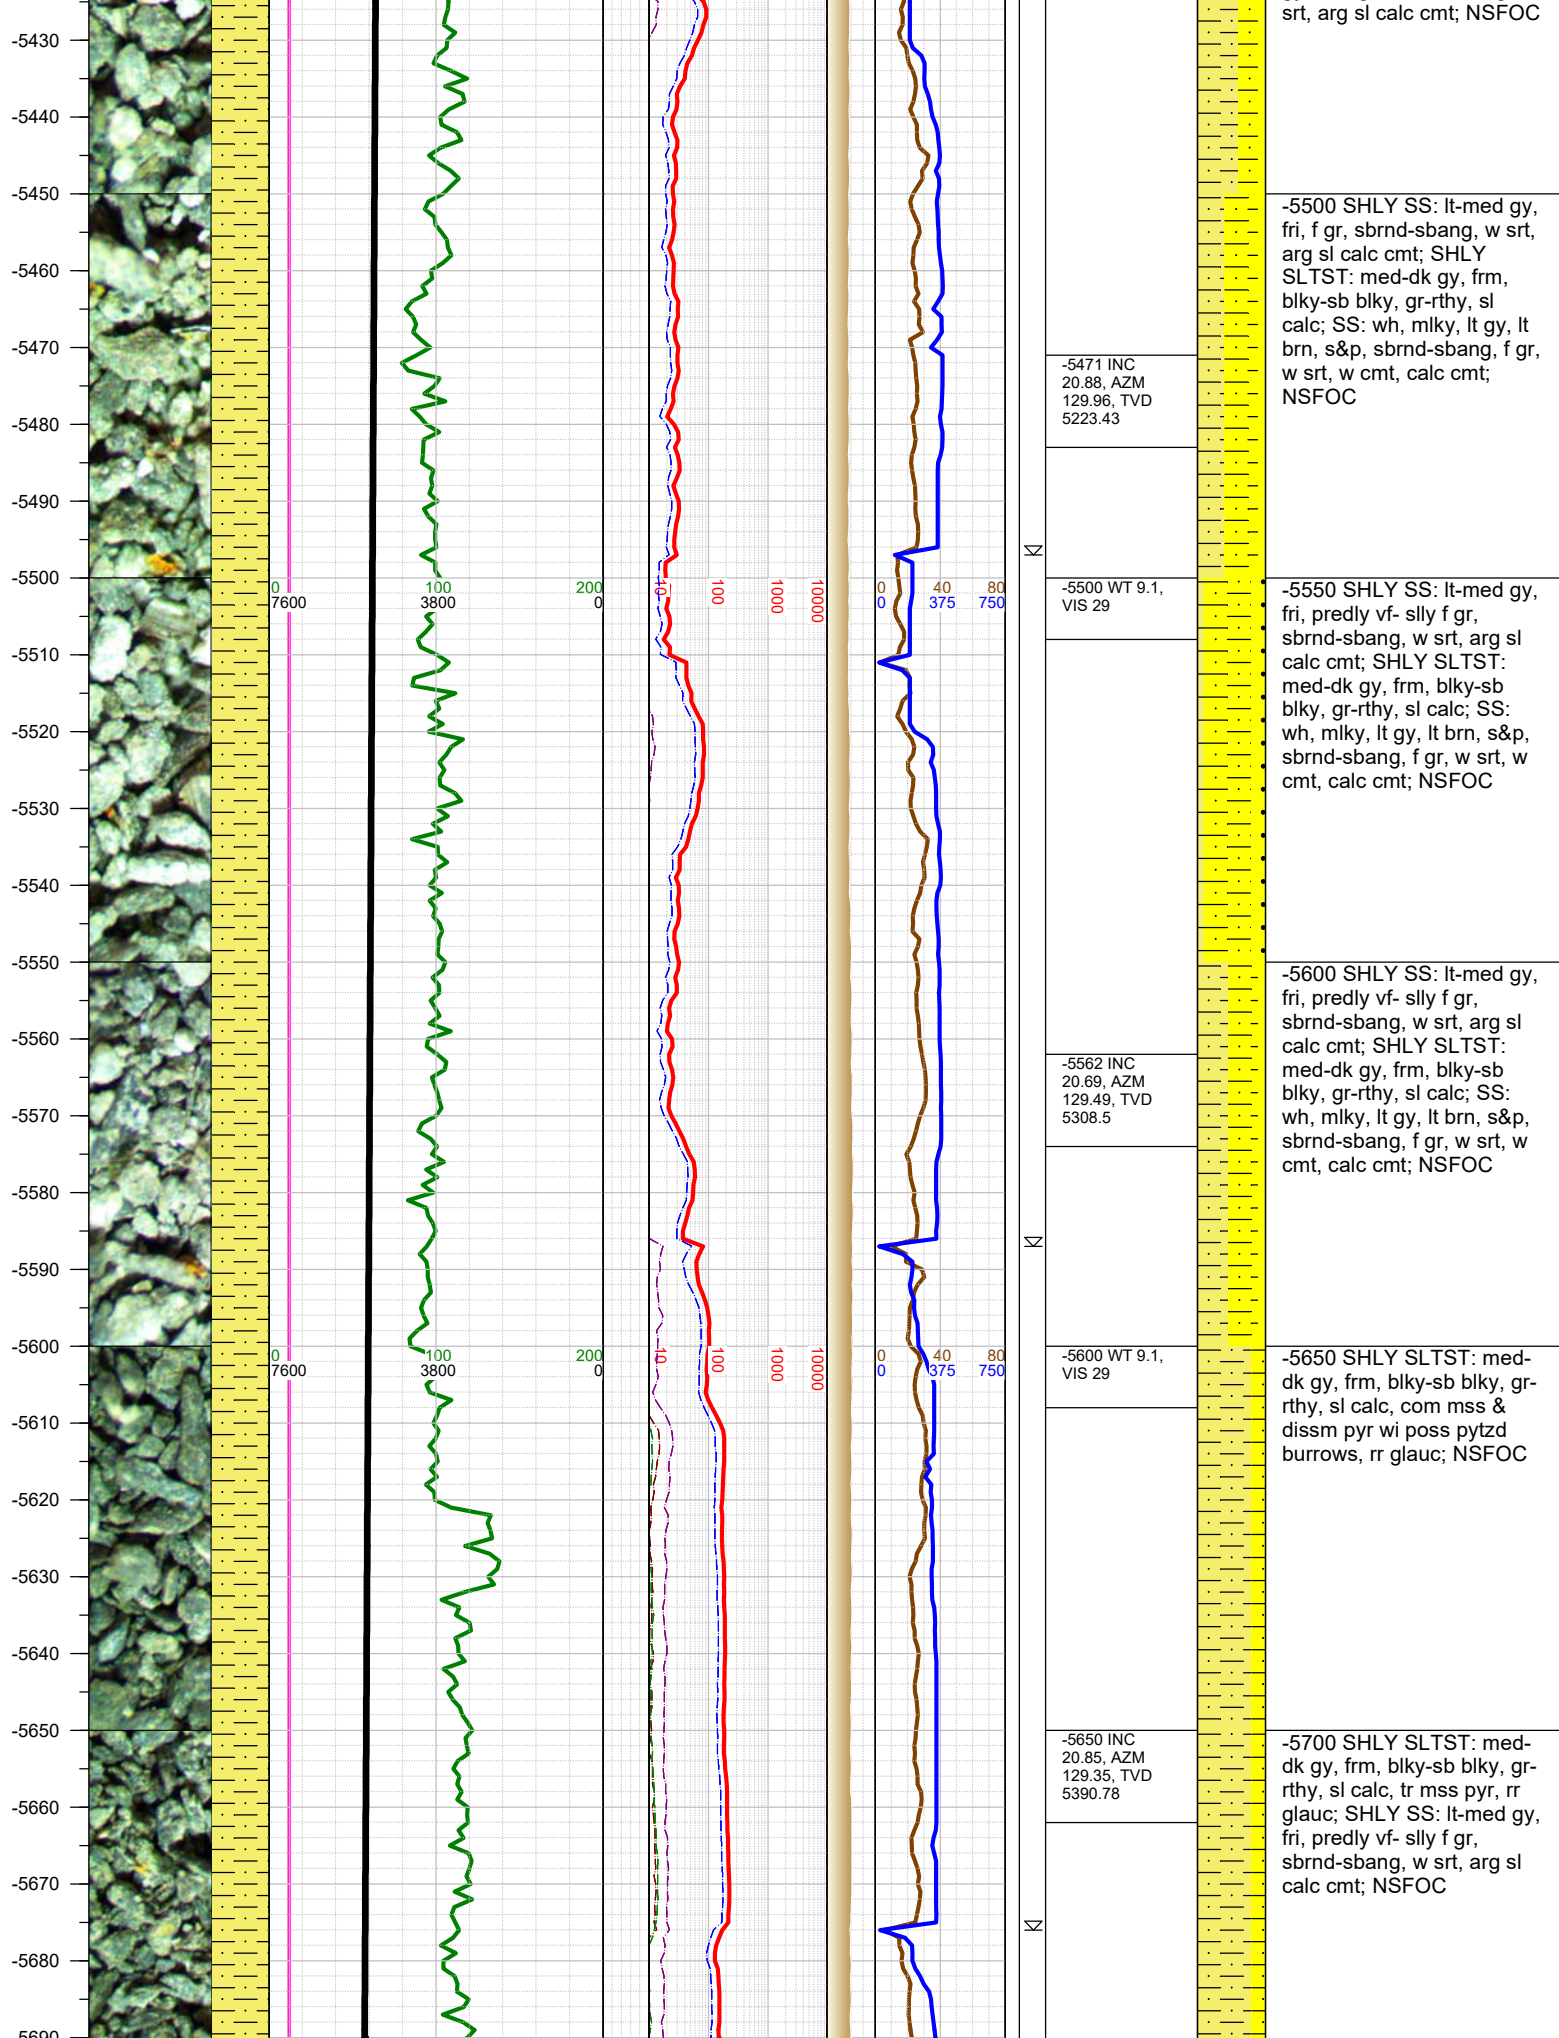 srt, arg sl calc cmt; NSFOC
-5430
-5440
-5450
-5460
-5470
-5480
-5490
-5500
-5510
-5520
-5530
-5540
-5550
-5560
-5570
-5580
-5590
-5600
-5610
-5620
-5630
-5640
-5650
-5660
-5670
-5680
-5690
0 100 200
7600 3800 0
10 100 1000 10000
0 40 80
0 375 750
0 100 200
7600 3800 0
10 100 1000 10000
0 40 80
0 375 750
-5471 INC
20.88, AZM
129.96, TVD
5223.43
-5500 WT 9.1,
VIS 29
-5562 INC
20.69, AZM
129.49, TVD
5308.5
-5600 WT 9.1,
VIS 29
-5650 INC
20.85, AZM
129.35, TVD
5390.78
-5500 SHLY SS: lt-med gy,
fri, f gr, sbrnd-sbang, w srt,
arg sl calc cmt; SHLY
SLTST: med-dk gy, frm,
blky-sb blky, gr-rthy, sl
calc; SS: wh, mlky, lt gy, lt
brn, s&p, sbrnd-sbang, f gr,
w srt, w cmt, calc cmt;
NSFOC
-5550 SHLY SS: lt-med gy,
fri, predly vf- slly f gr,
sbrnd-sbang, w srt, arg sl
calc cmt; SHLY SLTST:
med-dk gy, frm, blky-sb
blky, gr-rthy, sl calc; SS:
wh, mlky, lt gy, lt brn, s&p,
sbrnd-sbang, f gr, w srt, w
cmt, calc cmt; NSFOC
-5600 SHLY SS: lt-med gy,
fri, predly vf- slly f gr,
sbrnd-sbang, w srt, arg sl
calc cmt; SHLY SLTST:
med-dk gy, frm, blky-sb
blky, gr-rthy, sl calc; SS:
wh, mlky, lt gy, lt brn, s&p,
sbrnd-sbang, f gr, w srt, w
cmt, calc cmt; NSFOC
-5650 SHLY SLTST: med-
dk gy, frm, blky-sb blky, gr-
rthy, sl calc, com mss &
dissm pyr wi poss pytzd
burrows, rr glauc; NSFOC
-5700 SHLY SLTST: med-
dk gy, frm, blky-sb blky, gr-
rthy, sl calc, tr mss pyr, rr
glauc; SHLY SS: lt-med gy,
fri, predly vf- slly f gr,
sbrnd-sbang, w srt, arg sl
calc cmt; NSFOC